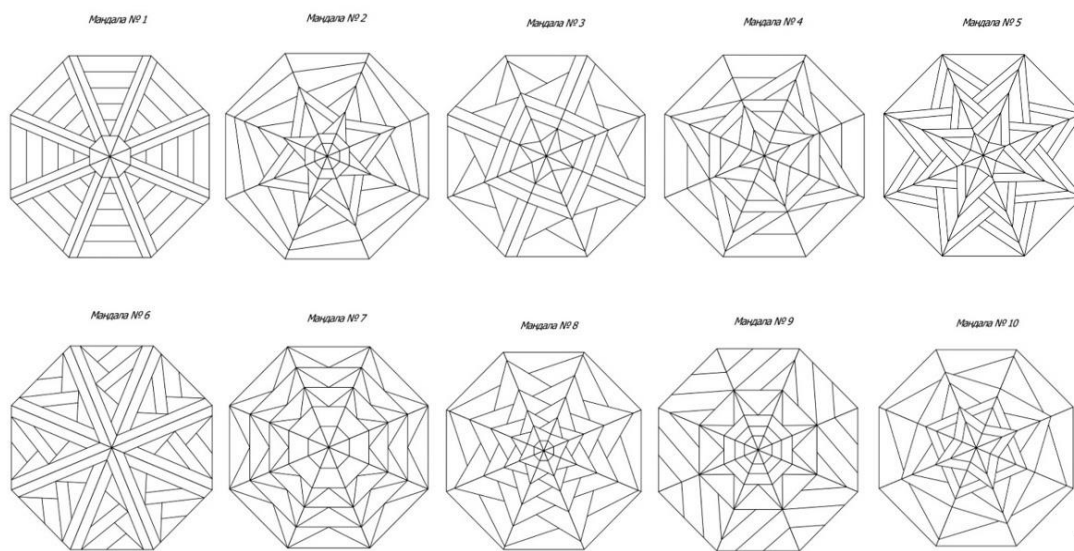 Мандала № 1
Мандала № 2
Мандала № 3
Мандала № 4
Мандала № 5
Мандала № 6
Мандала № 7
Мандала № 8
Мандала № 9
Мандала № 10